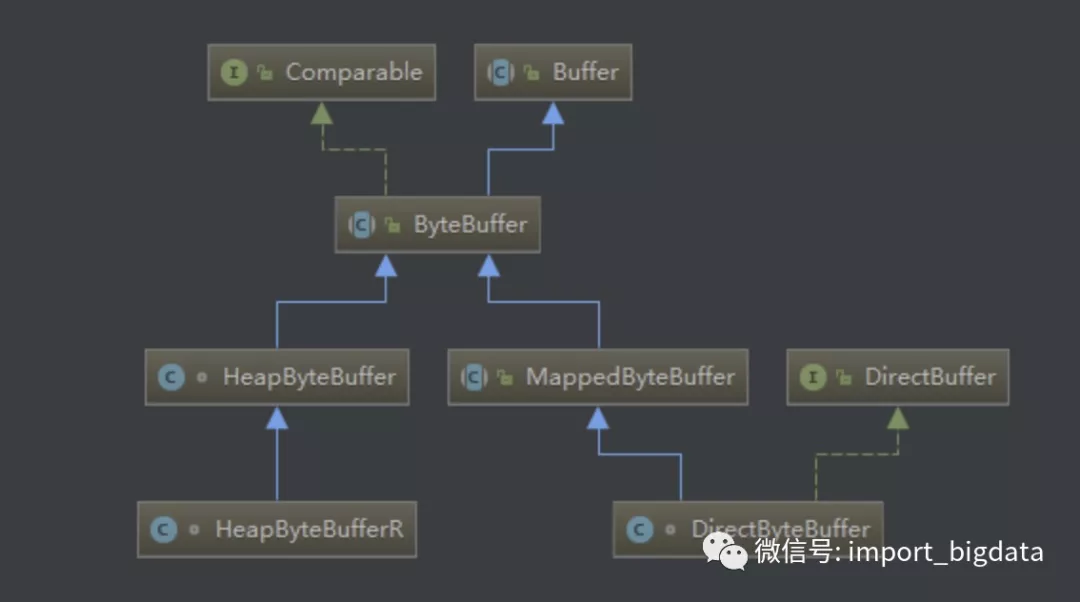 I Comparable
C Buffer
C ByteBuffer
C HeapByteBuffer
C MappedByteBuffer
I DirectBuffer
C HeapByteBufferR
C DirectByteBuffer
微信号: import_bigdata